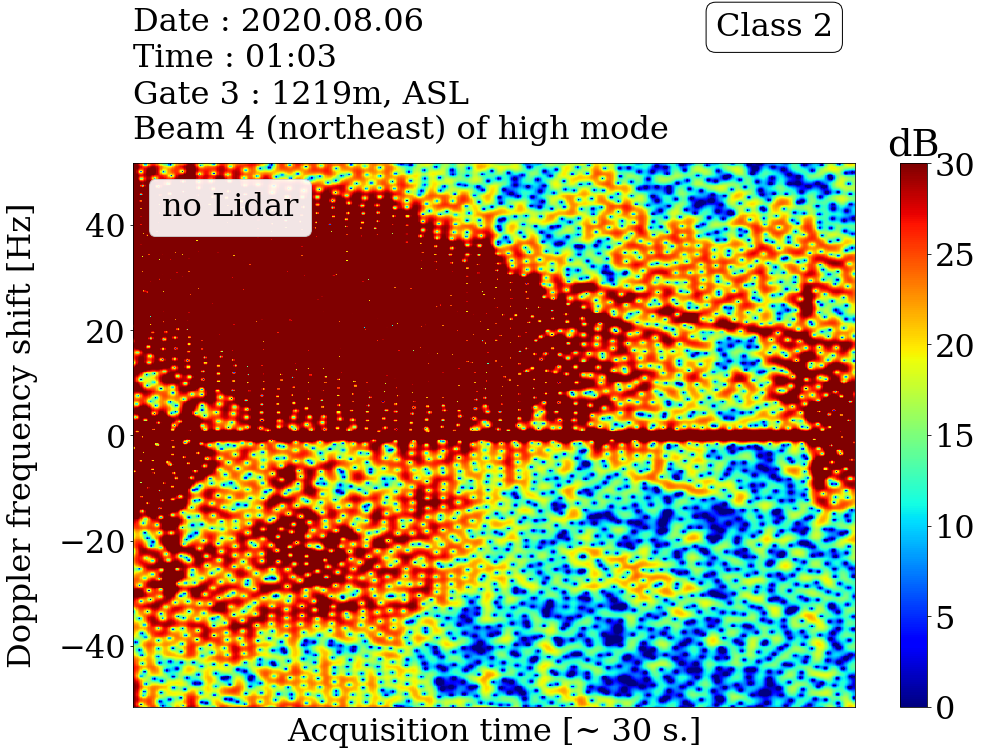 Date : 2020.08.06
Time : 01:03
Gate 3 : 1219m, ASL
Beam 4 (northeast) of high mode
Class 2
no Lidar
dB
Doppler frequency shift [Hz]
40
20
0
−20
−40
Acquisition time [~ 30 s.]
30
25
20
15
10
5
0